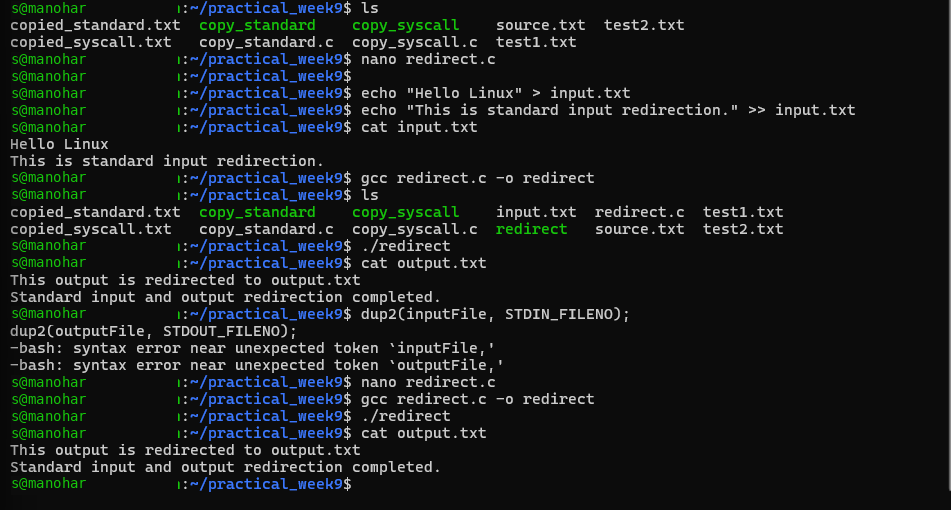 s@manohar :~/practical_week9$ ls
copied_standard.txt copy_standard copy_syscall source.txt test2.txt
copied_syscall.txt copy_standard.c copy_syscall.c test1.txt
s@manohar :~/practical_week9$ nano redirect.c
s@manohar :~/practical_week9$
s@manohar :~/practical_week9$ echo "Hello Linux" > input.txt
s@manohar :~/practical_week9$ echo "This is standard input redirection." >> input.txt
s@manohar :~/practical_week9$ cat input.txt
Hello Linux
This is standard input redirection.
s@manohar :~/practical_week9$ gcc redirect.c -o redirect
s@manohar :~/practical_week9$ ls
copied_standard.txt copy_standard copy_syscall input.txt redirect.c test1.txt
copied_syscall.txt copy_standard.c copy_syscall.c redirect source.txt test2.txt
s@manohar :~/practical_week9$ ./redirect
s@manohar :~/practical_week9$ cat output.txt
This output is redirected to output.txt
Standard input and output redirection completed.
s@manohar :~/practical_week9$ dup2(inputFile, STDIN_FILENO);
dup2(outputFile, STDOUT_FILENO);
-bash: syntax error near unexpected token `inputFile,'
-bash: syntax error near unexpected token `outputFile,'
s@manohar :~/practical_week9$ nano redirect.c
s@manohar :~/practical_week9$ gcc redirect.c -o redirect
s@manohar :~/practical_week9$ ./redirect
s@manohar :~/practical_week9$ cat output.txt
This output is redirected to output.txt
Standard input and output redirection completed.
s@manohar :~/practical_week9$